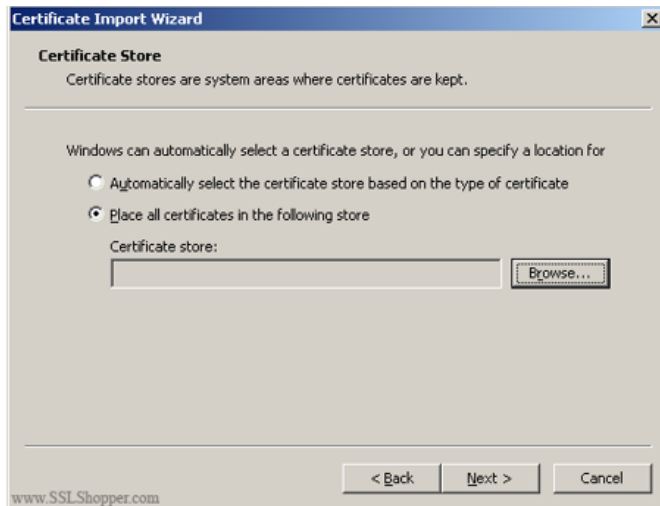 Certificate Import Wizard
Certificate Store
Certificate stores are system areas where certificates are kept.
Windows can automatically select a certificate store, or you can specify a location for
Automatically select the certificate store based on the type of certificate
Place all certificates in the following store
Certificate store:
Browse...
< Back Next > Cancel
www.SSLShopper.com